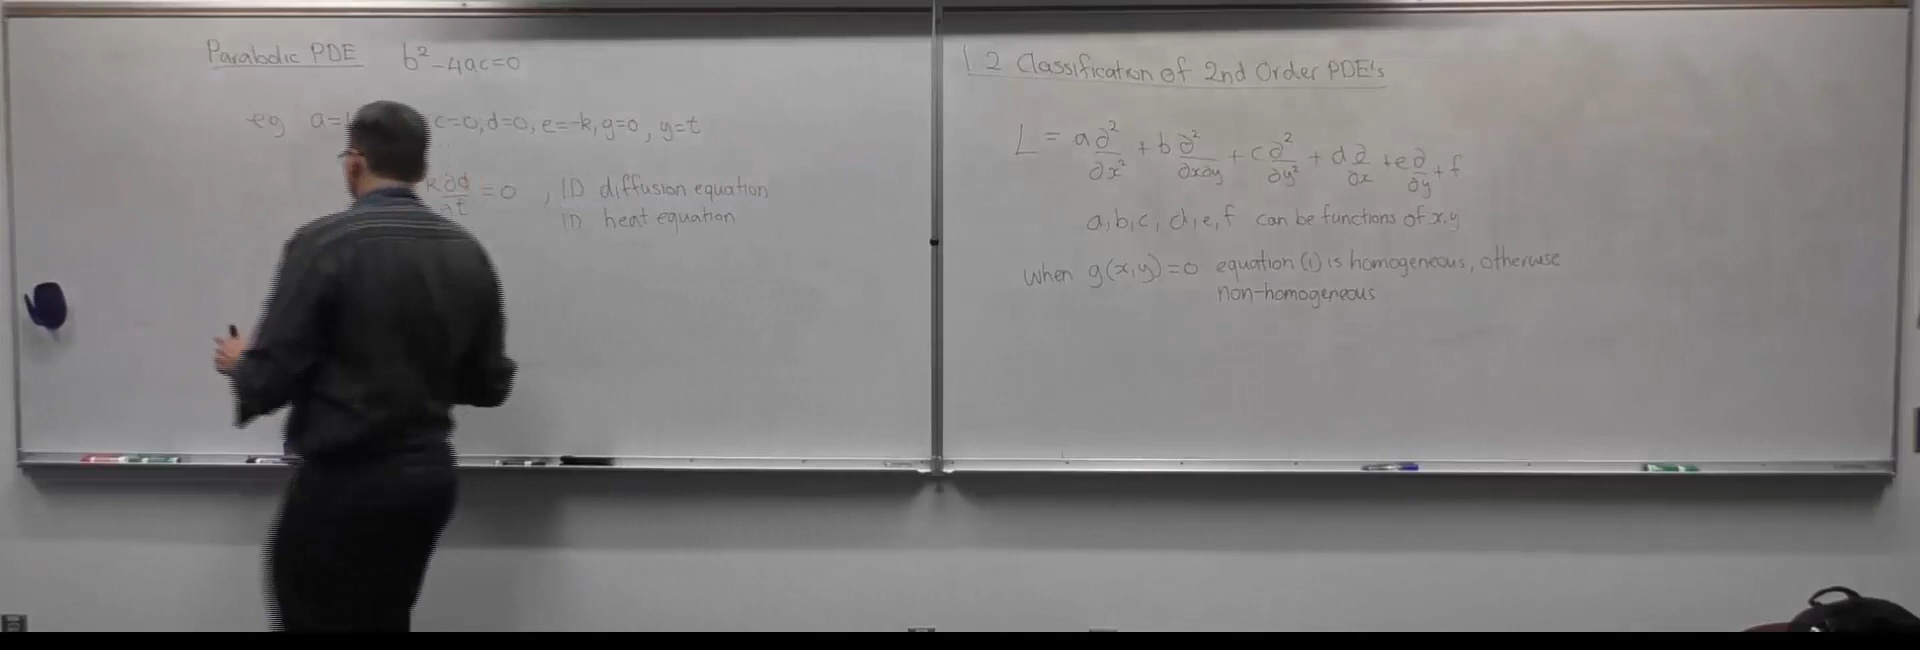 Parabolic PDE b²-4ac=0
eg a= c=0, d=0, e=-k, g=0, y=t
k∂φ/∂t = 0 , 1D diffusion equation
1D heat equation
1.2 Classification of 2nd Order PDE's
L = a∂²/∂x² + b∂²/∂x∂y + c∂²/∂y² + d∂/∂x + e∂/∂y + f
a, b, c, d, e, f can be functions of x, y
when g(x,y)=0 equation (1) is homogeneous, otherwise
non-homogeneous